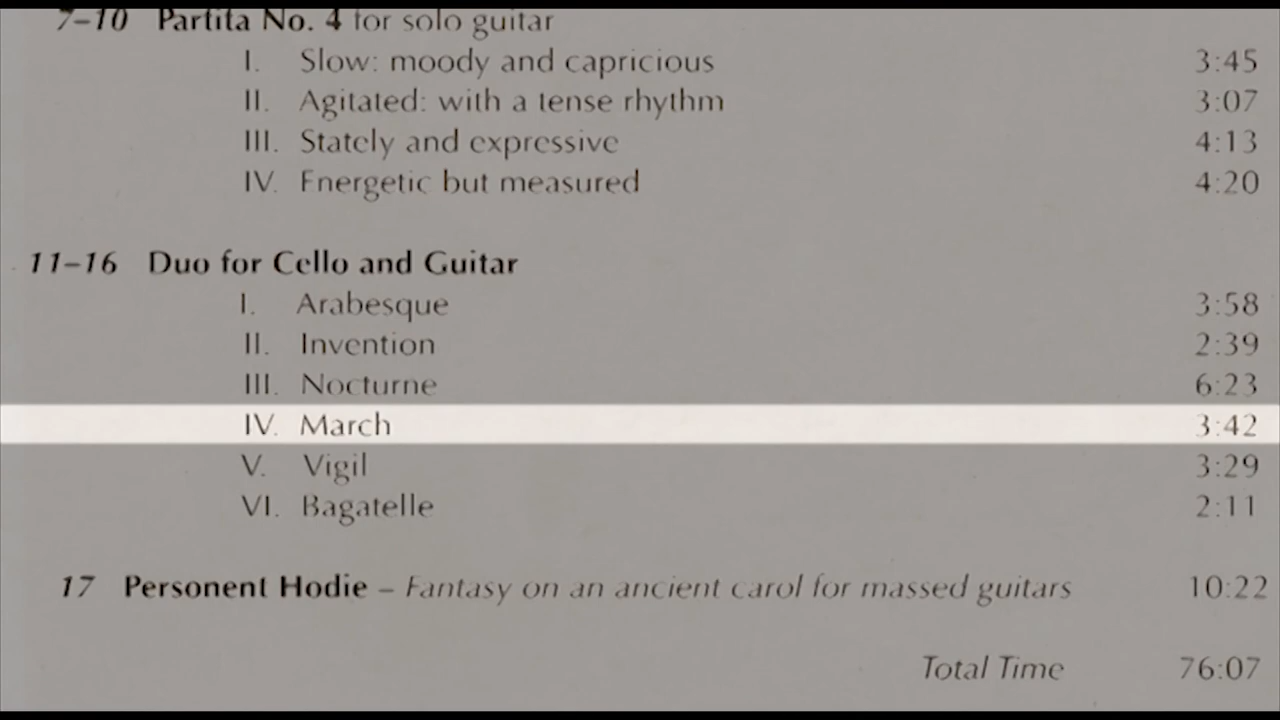 7–10 Partita No. 4 for solo guitar
I. Slow: moody and capricious 3:45
II. Agitated: with a tense rhythm 3:07
III. Stately and expressive 4:13
IV. Energetic but measured 4:20
11–16 Duo for Cello and Guitar
I. Arabesque 3:58
II. Invention 2:39
III. Nocturne 6:23
IV. March 3:42
V. Vigil 3:29
VI. Bagatelle 2:11
17 Personent Hodie – Fantasy on an ancient carol for massed guitars 10:22
Total Time 76:07